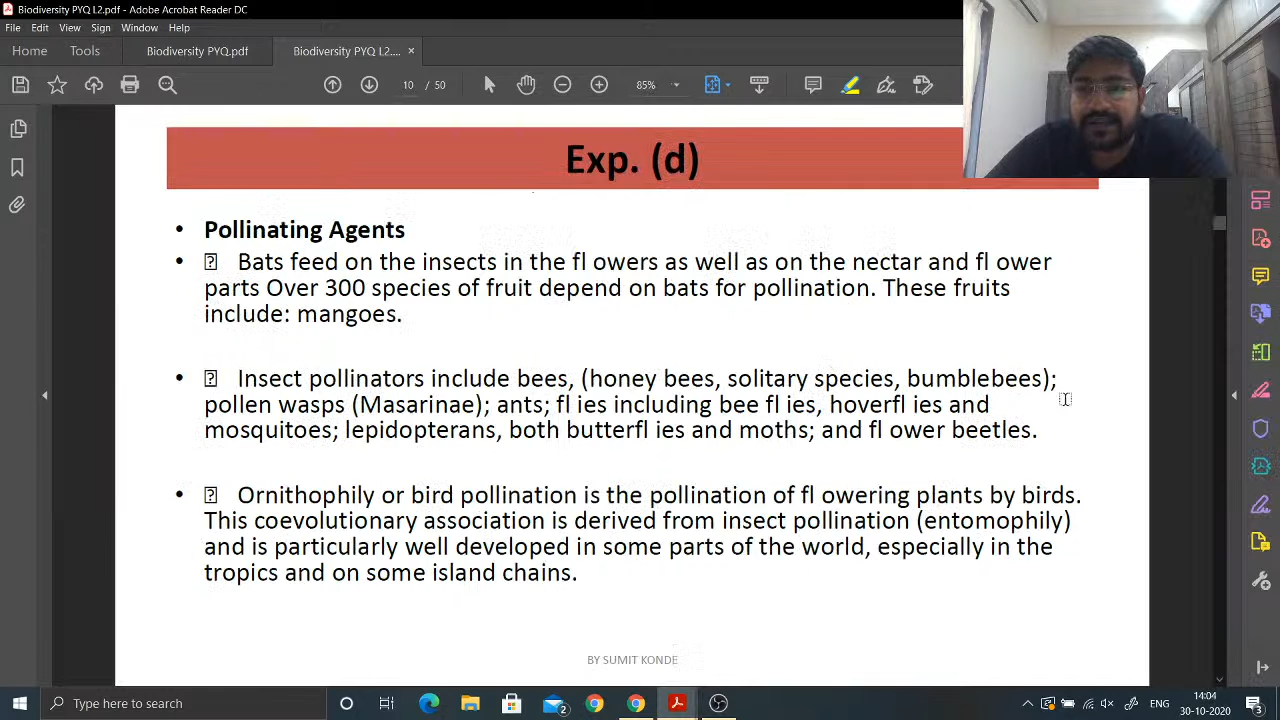 Biodiversity PYQ L2.pdf - Adobe Acrobat Reader DC
File Edit View Sign Window Help
Home Tools Biodiversity PYQ.pdf Biodiversity PYQ L2.... ×
10 / 50 85%
Exp. (d)
• Pollinating Agents
• Bats feed on the insects in the fl owers as well as on the nectar and fl ower
parts Over 300 species of fruit depend on bats for pollination. These fruits
include: mangoes.
• Insect pollinators include bees, (honey bees, solitary species, bumblebees);
pollen wasps (Masarinae); ants; fl ies including bee fl ies, hoverfl ies and
mosquitoes; lepidopterans, both butterfl ies and moths; and fl ower beetles.
• Ornithophily or bird pollination is the pollination of fl owering plants by birds.
This coevolutionary association is derived from insect pollination (entomophily)
and is particularly well developed in some parts of the world, especially in the
tropics and on some island chains.
BY SUMIT KONDE
Type here to search
2
ENG
14:04
30-10-2020
3